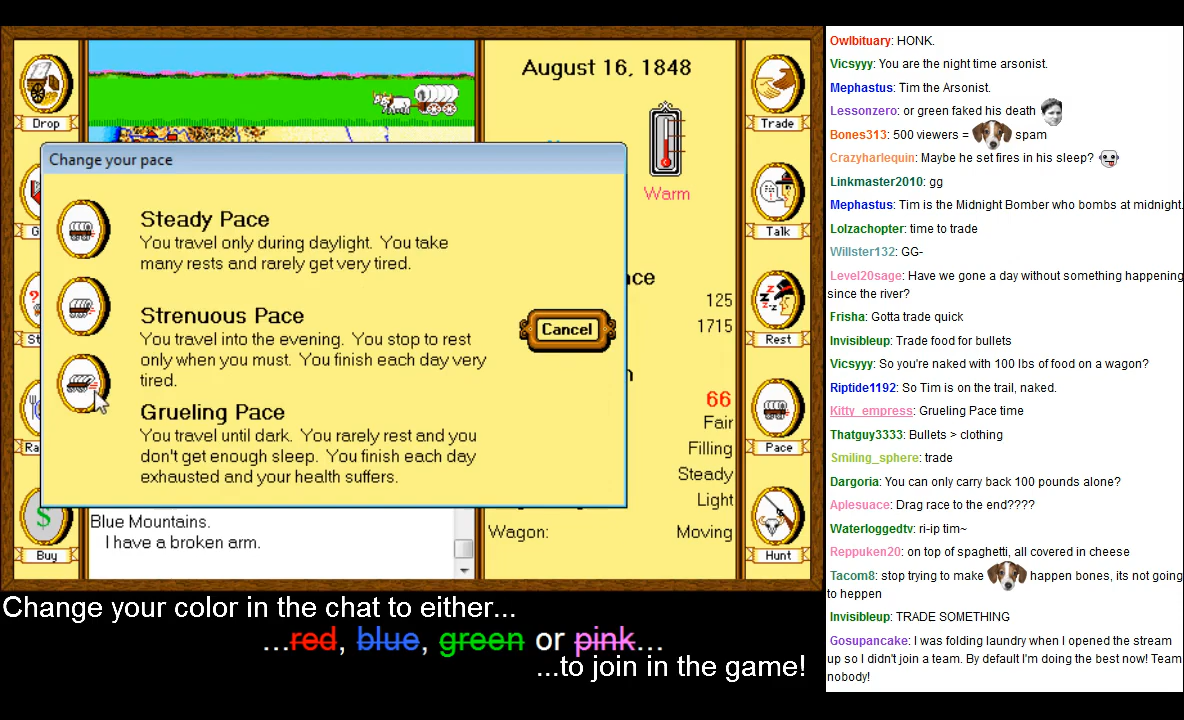 August 16, 1848
Drop
Trade
Change your pace
Warm
Steady Pace
You travel only during daylight. You take
many rests and rarely get very tired.
Talk
Strenuous Pace
You travel into the evening. You stop to rest
only when you must. You finish each day very
tired.
Cancel
125
1715
Rest
Grueling Pace
You travel until dark. You rarely rest and you
don't get enough sleep. You finish each day
exhausted and your health suffers.
66
Fair
Filling
Steady
Light
Pace
Blue Mountains.
I have a broken arm.
Wagon: Moving
Buy
Hunt
Change your color in the chat to either...
...red, blue, green or pink...
...to join in the game!
Owlbituary: HONK.
Vicsyyy: You are the night time arsonist.
Mephastus: Tim the Arsonist.
Lessonzero: or green faked his death
Bones313: 500 viewers = spam
Crazyharlequin: Maybe he set fires in his sleep?
Linkmaster2010: gg
Mephastus: Tim is the Midnight Bomber who bombs at midnight.
Lolzachopter: time to trade
Willster132: GG-
Level20sage: Have we gone a day without something happening
since the river?
Frisha: Gotta trade quick
Invisibleup: Trade food for bullets
Vicsyyy: So you're naked with 100 lbs of food on a wagon?
Riptide1192: So Tim is on the trail, naked.
Kitty_empress: Grueling Pace time
Thatguy3333: Bullets > clothing
Smiling_sphere: trade
Dargoria: You can only carry back 100 pounds alone?
Aplesuace: Drag race to the end????
Waterloggedtv: ri-ip tim~
Reppuken20: on top of spaghetti, all covered in cheese
Tacom8: stop trying to make happen bones, its not going
to heppen
Invisibleup: TRADE SOMETHING
Gosupancake: I was folding laundry when I opened the stream
up so I didn't join a team. By default I'm doing the best now! Team
nobody!